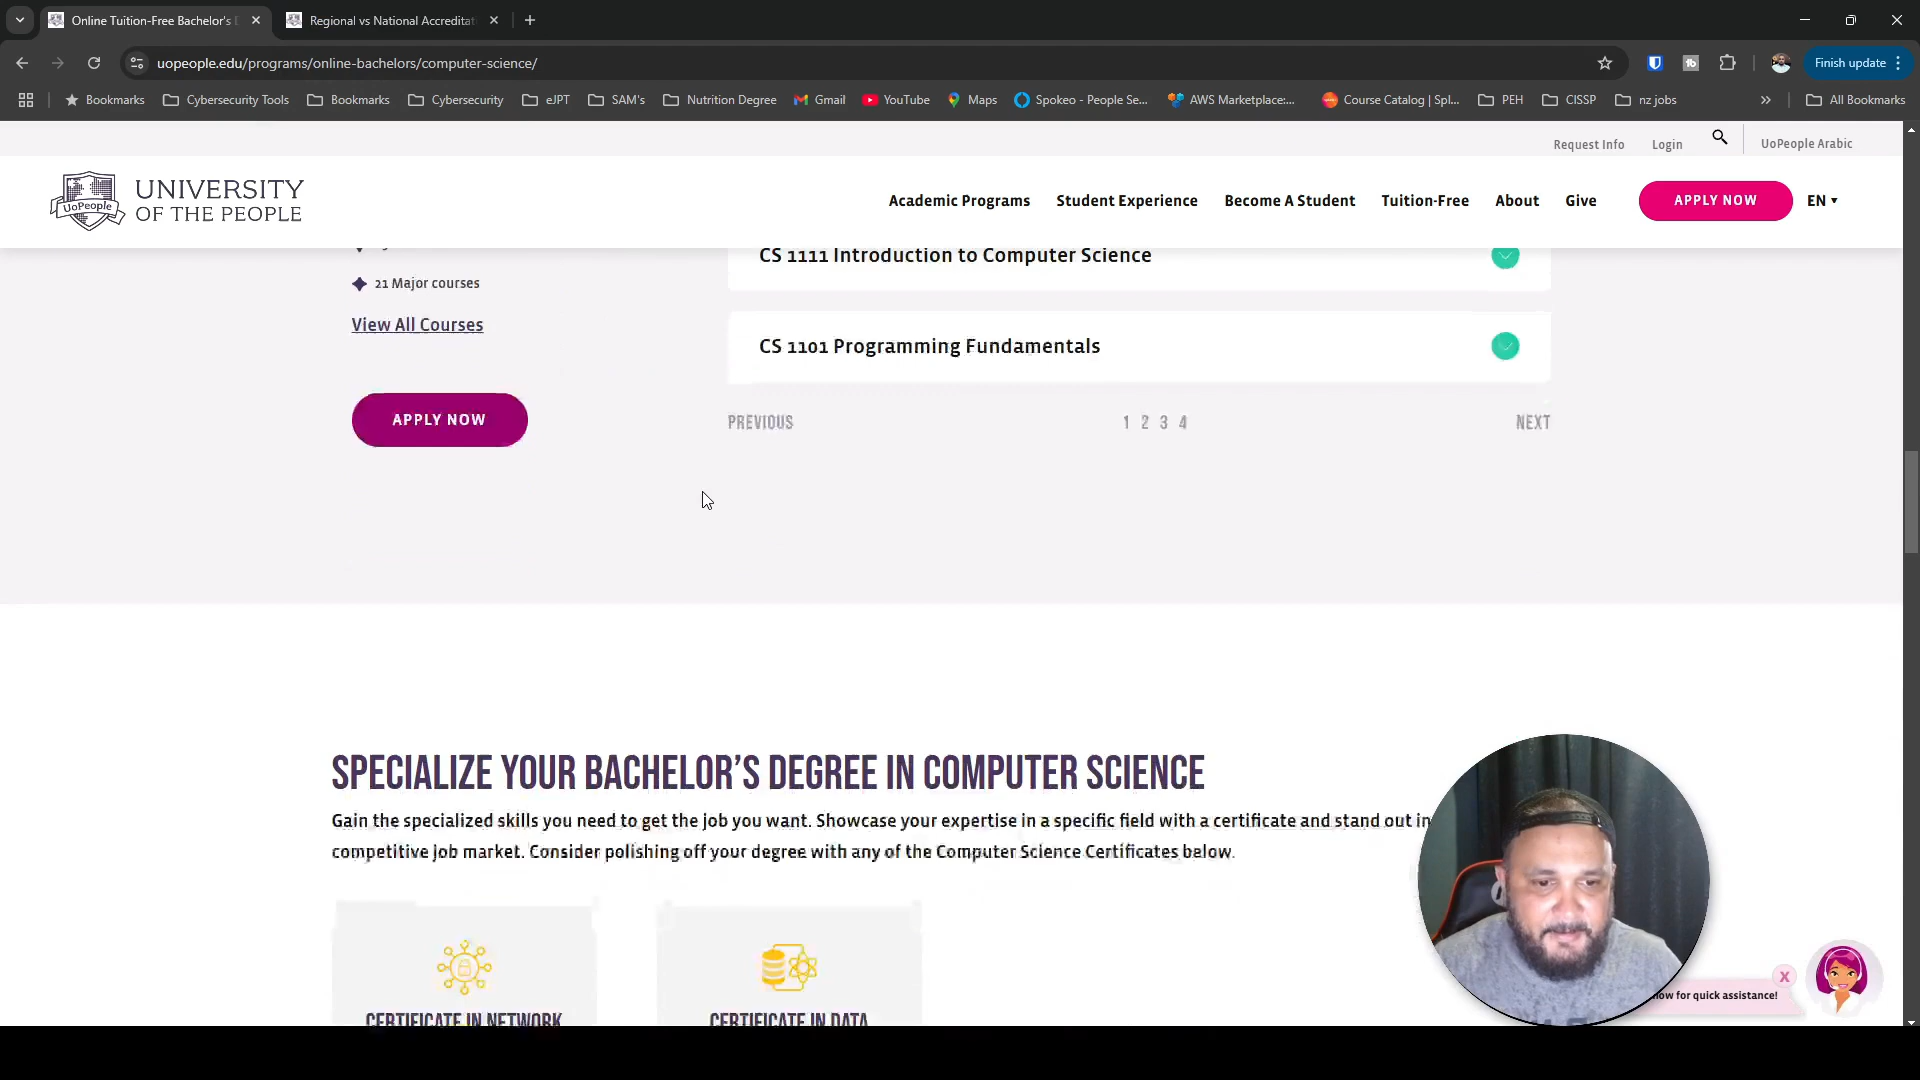 Online Tuition-Free Bachelor's
Regional vs National Accredita
uopeople.edu/programs/online-bachelors/computer-science/
Finish update
Bookmarks
Cybersecurity Tools
Bookmarks
Cybersecurity
eJPT
SAM's
Nutrition Degree
Gmail
YouTube
Maps
Spokeo - People Se...
AWS Marketplace:...
Course Catalog | Spl...
PEH
CISSP
nz jobs
All Bookmarks
Request Info
Login
UoPeople Arabic
UoPeople
UNIVERSITY
OF THE PEOPLE
Academic Programs
Student Experience
Become A Student
Tuition-Free
About
Give
APPLY NOW
EN
CS 1111 Introduction to Computer Science
21 Major courses
View All Courses
CS 1101 Programming Fundamentals
APPLY NOW
PREVIOUS
1 2 3 4
NEXT
SPECIALIZE YOUR BACHELOR'S DEGREE IN COMPUTER SCIENCE
Gain the specialized skills you need to get the job you want. Showcase your expertise in a specific field with a certificate and stand out in
competitive job market. Consider polishing off your degree with any of the Computer Science Certificates below.
X
now for quick assistance!
CERTIFICATE IN NETWORK
CERTIFICATE IN DATA